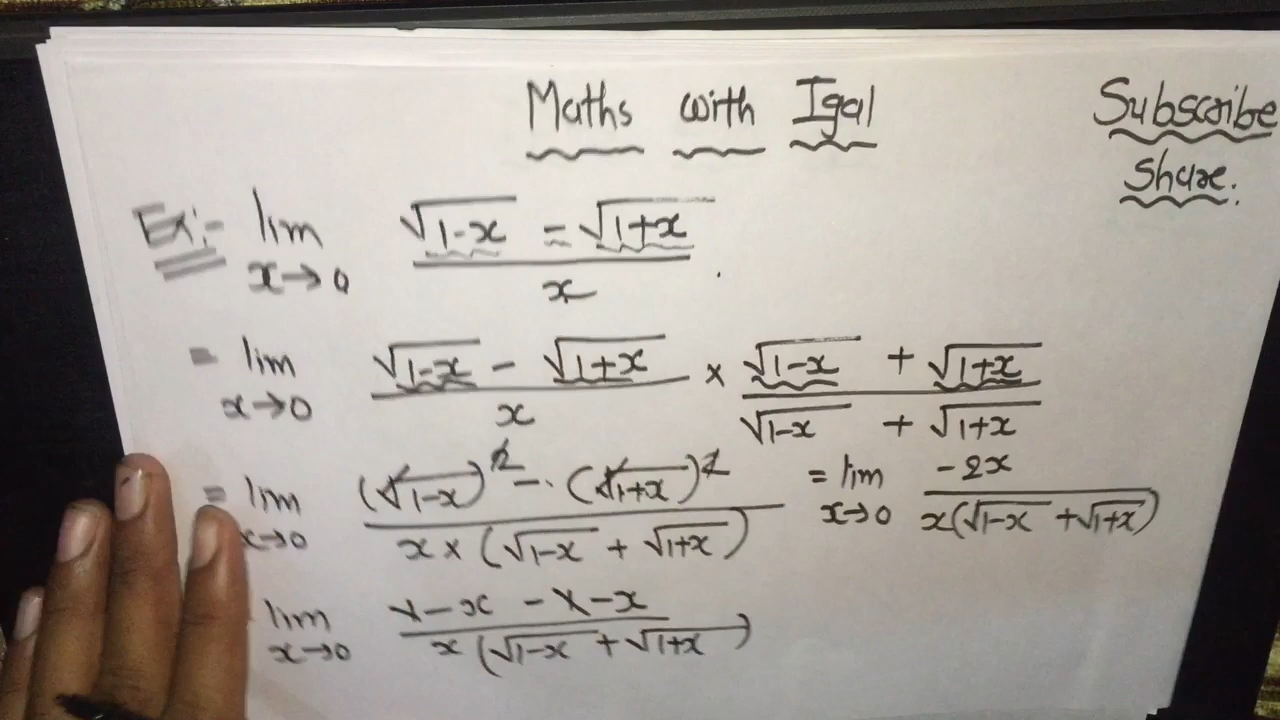 Maths with Igal
Subscribe
Share.
Ex:- lim x→0 (√(1-x) - √(1+x)) / x .
= lim x→0 (√(1-x) - √(1+x)) / x × (√(1-x) + √(1+x)) / (√(1-x) + √(1+x))
= lim x→0 ((√(1-x))² - (√(1+x))²) / (x × (√(1-x) + √(1+x)))
lim x→0 (1-x-1-x) / (x(√(1-x) + √(1+x)))
= lim x→0 -2x / (x(√(1-x) + √(1+x)))